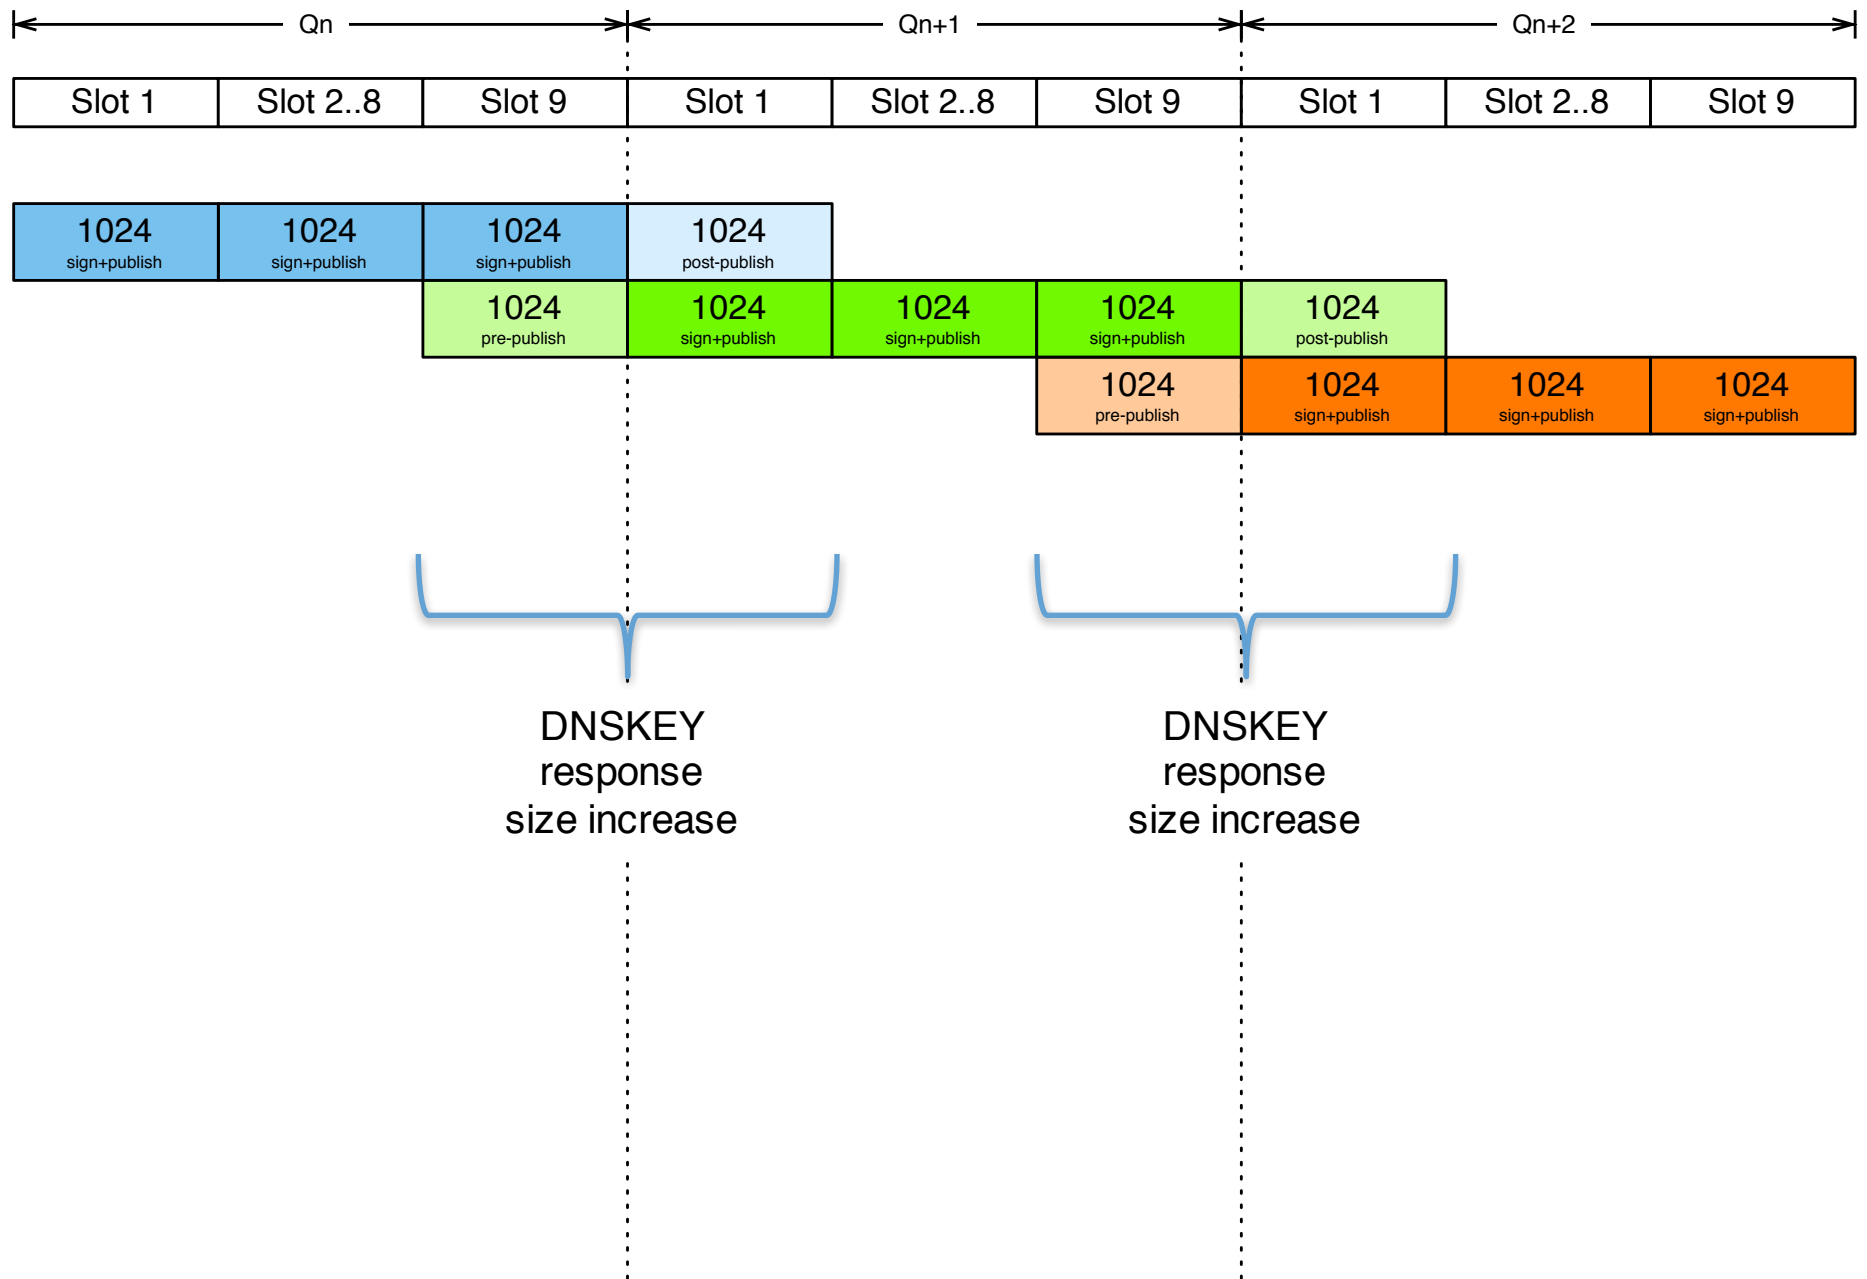 Qn Qn+1 Qn+2
Slot 1 Slot 2..8 Slot 9 Slot 1 Slot 2..8 Slot 9 Slot 1 Slot 2..8 Slot 9
1024 1024 1024 1024
sign+publish sign+publish sign+publish post-publish
1024 1024 1024 1024 1024
pre-publish sign+publish sign+publish sign+publish post-publish
1024 1024 1024 1024
pre-publish sign+publish sign+publish sign+publish
DNSKEY
response
size increase
DNSKEY
response
size increase